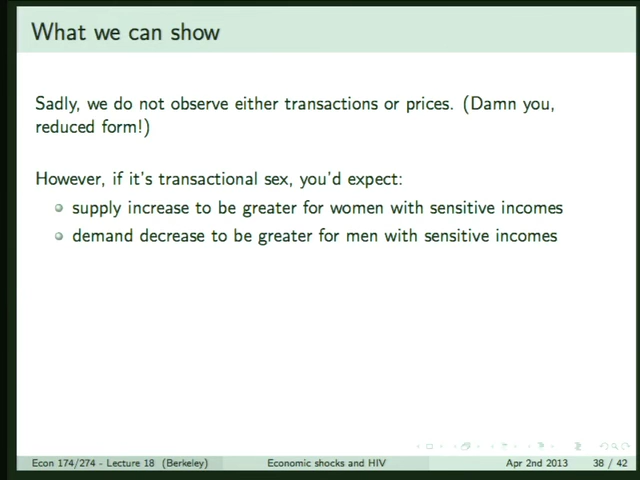 What we can show
Sadly, we do not observe either transactions or prices. (Damn you,
reduced form!)
However, if it's transactional sex, you'd expect:
supply increase to be greater for women with sensitive incomes
demand decrease to be greater for men with sensitive incomes
Econ 174/274 - Lecture 18 (Berkeley) Economic shocks and HIV Apr 2nd 2013 38 / 42